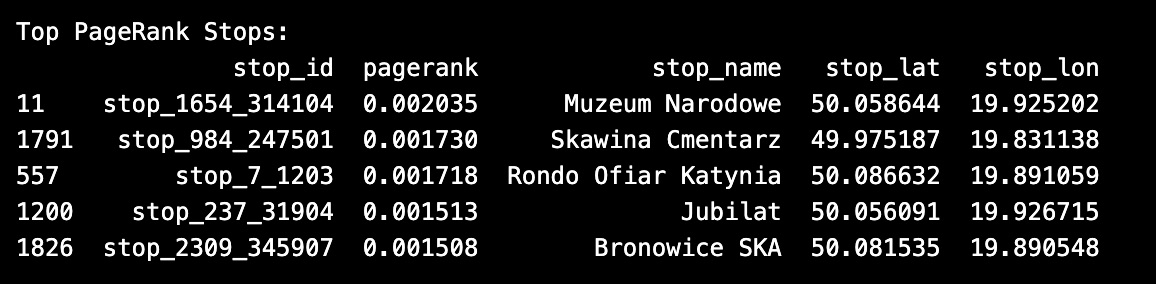 Top PageRank Stops:
stop_id pagerank stop_name stop_lat stop_lon
11 stop_1654_314104 0.002035 Muzeum Narodowe 50.058644 19.925202
1791 stop_984_247501 0.001730 Skawina Cmentarz 49.975187 19.831138
557 stop_7_1203 0.001718 Rondo Ofiar Katynia 50.086632 19.891059
1200 stop_237_31904 0.001513 Jubilat 50.056091 19.926715
1826 stop_2309_345907 0.001508 Bronowice SKA 50.081535 19.890548